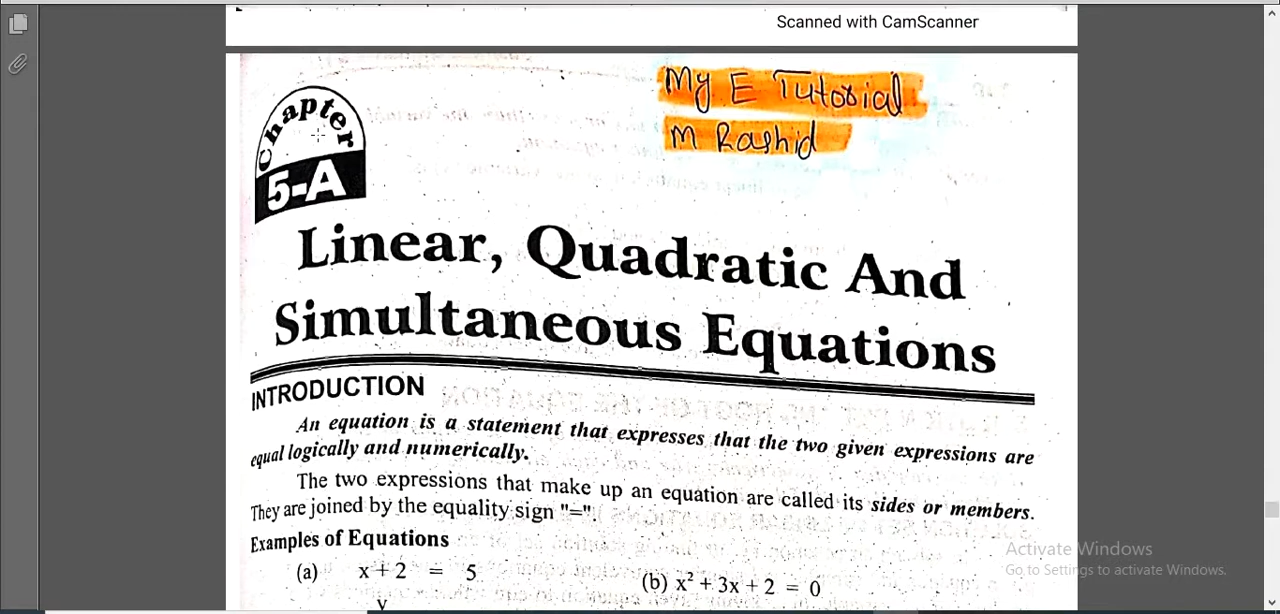 Scanned with CamScanner
My E Tutorial
M Rashid
Chapter
5-A
Linear, Quadratic And
Simultaneous Equations
INTRODUCTION
An equation is a statement that expresses that the two given expressions are
equal logically and numerically.
The two expressions that make up an equation are called its sides or members.
They are joined by the equality sign "=".
Examples of Equations
(a) x + 2 = 5
(b) x² + 3x + 2 = 0
y
Activate Windows
Go to Settings to activate Windows.